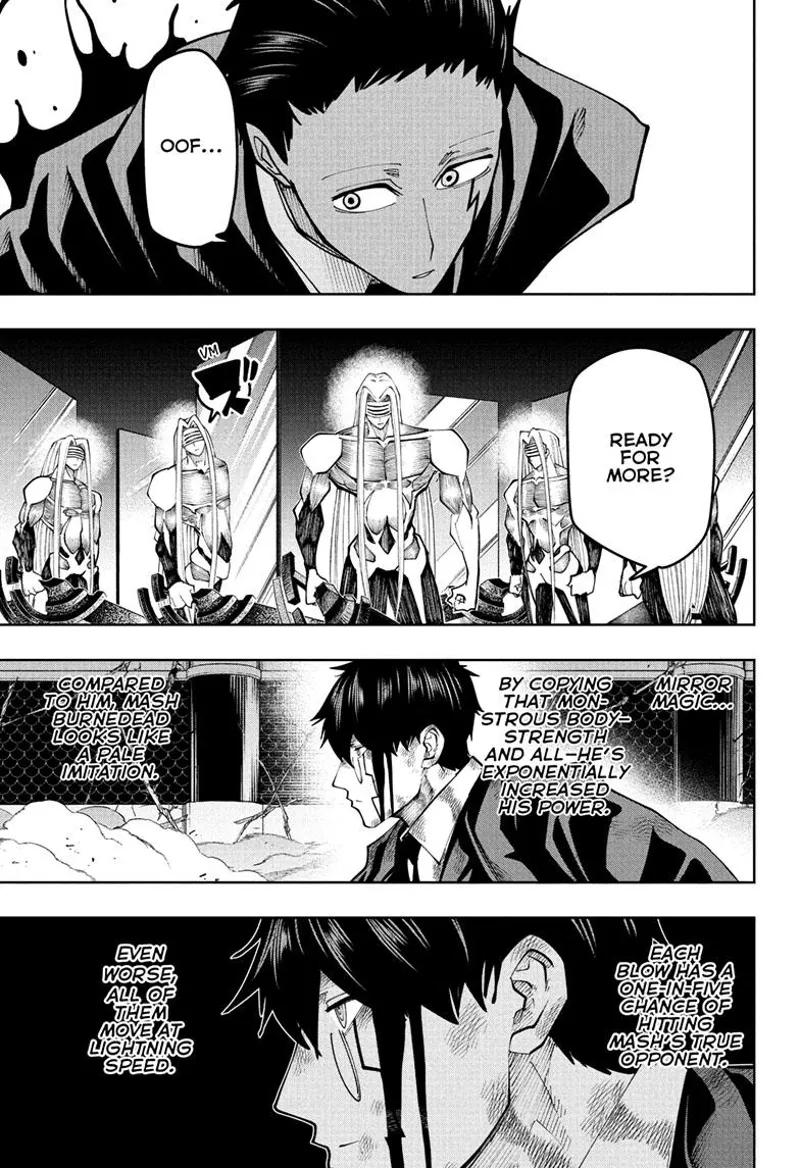 OOF...
READY
FOR
MORE?
VM
ズ
MIRROR
MAGIC...
BY COPYING
THAT MON-
STROUS BODY—
STRENGTH
AND ALL—HE'S
EXPONENTIALLY
INCREASED
HIS POWER.
COMPARED
TO HIM, MASH
BURNEDEAD
LOOKS LIKE
A PALE
IMITATION.
EACH
BLOW HAS A
ONE-IN-FIVE
CHANCE OF
HITTING
MASH'S TRUE
OPPONENT.
EVEN
WORSE,
ALL OF
THEM
MOVE AT
LIGHTNING
SPEED.